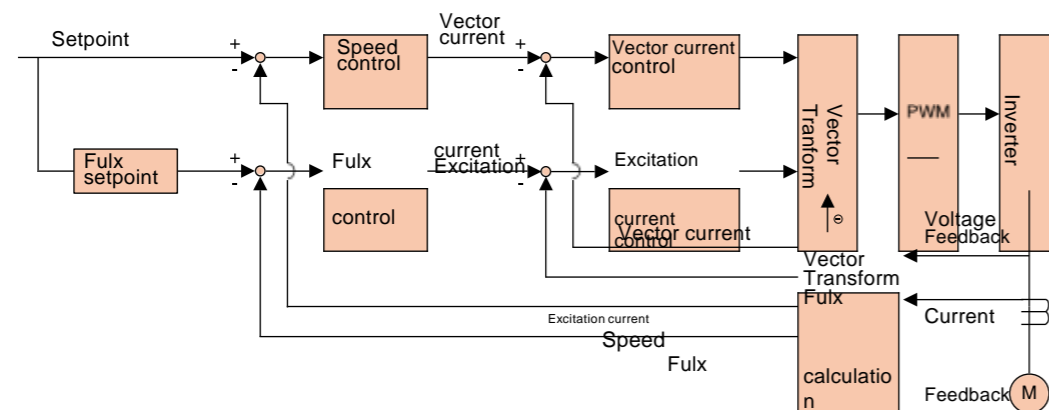 Setpoint
+
-
Speed
control
Vector
current
+
-
Vector current
control
Vector
Tranform
Θ
PWM
Inverter
Fulx
setpoint
+
-
Fulx
control
current
Excitation
+
-
Excitation
current
control
Vector current
Voltage
Feedback
Vector
Transform
Fulx
calculatio
n
Excitation current
Speed
Fulx
Current
Feedback
M